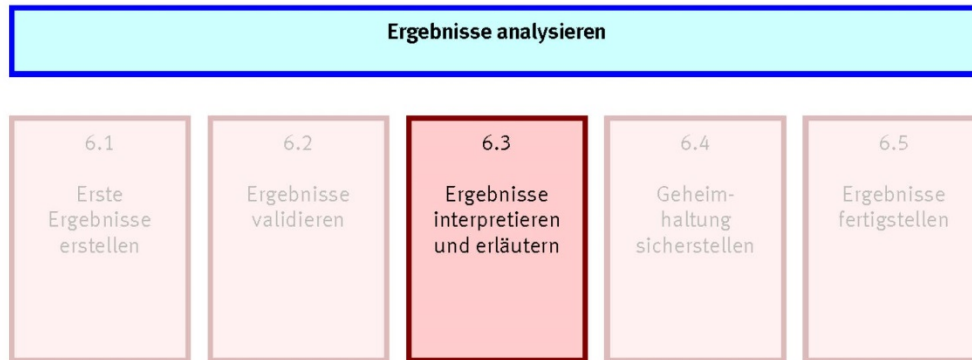 Ergebnisse analysieren
6.1
Erste
Ergebnisse
erstellen
6.2
Ergebnisse
validieren
6.3
Ergebnisse
interpretieren
und erläutern
6.4
Geheim-
haltung
sicherstellen
6.5
Ergebnisse
fertigstellen